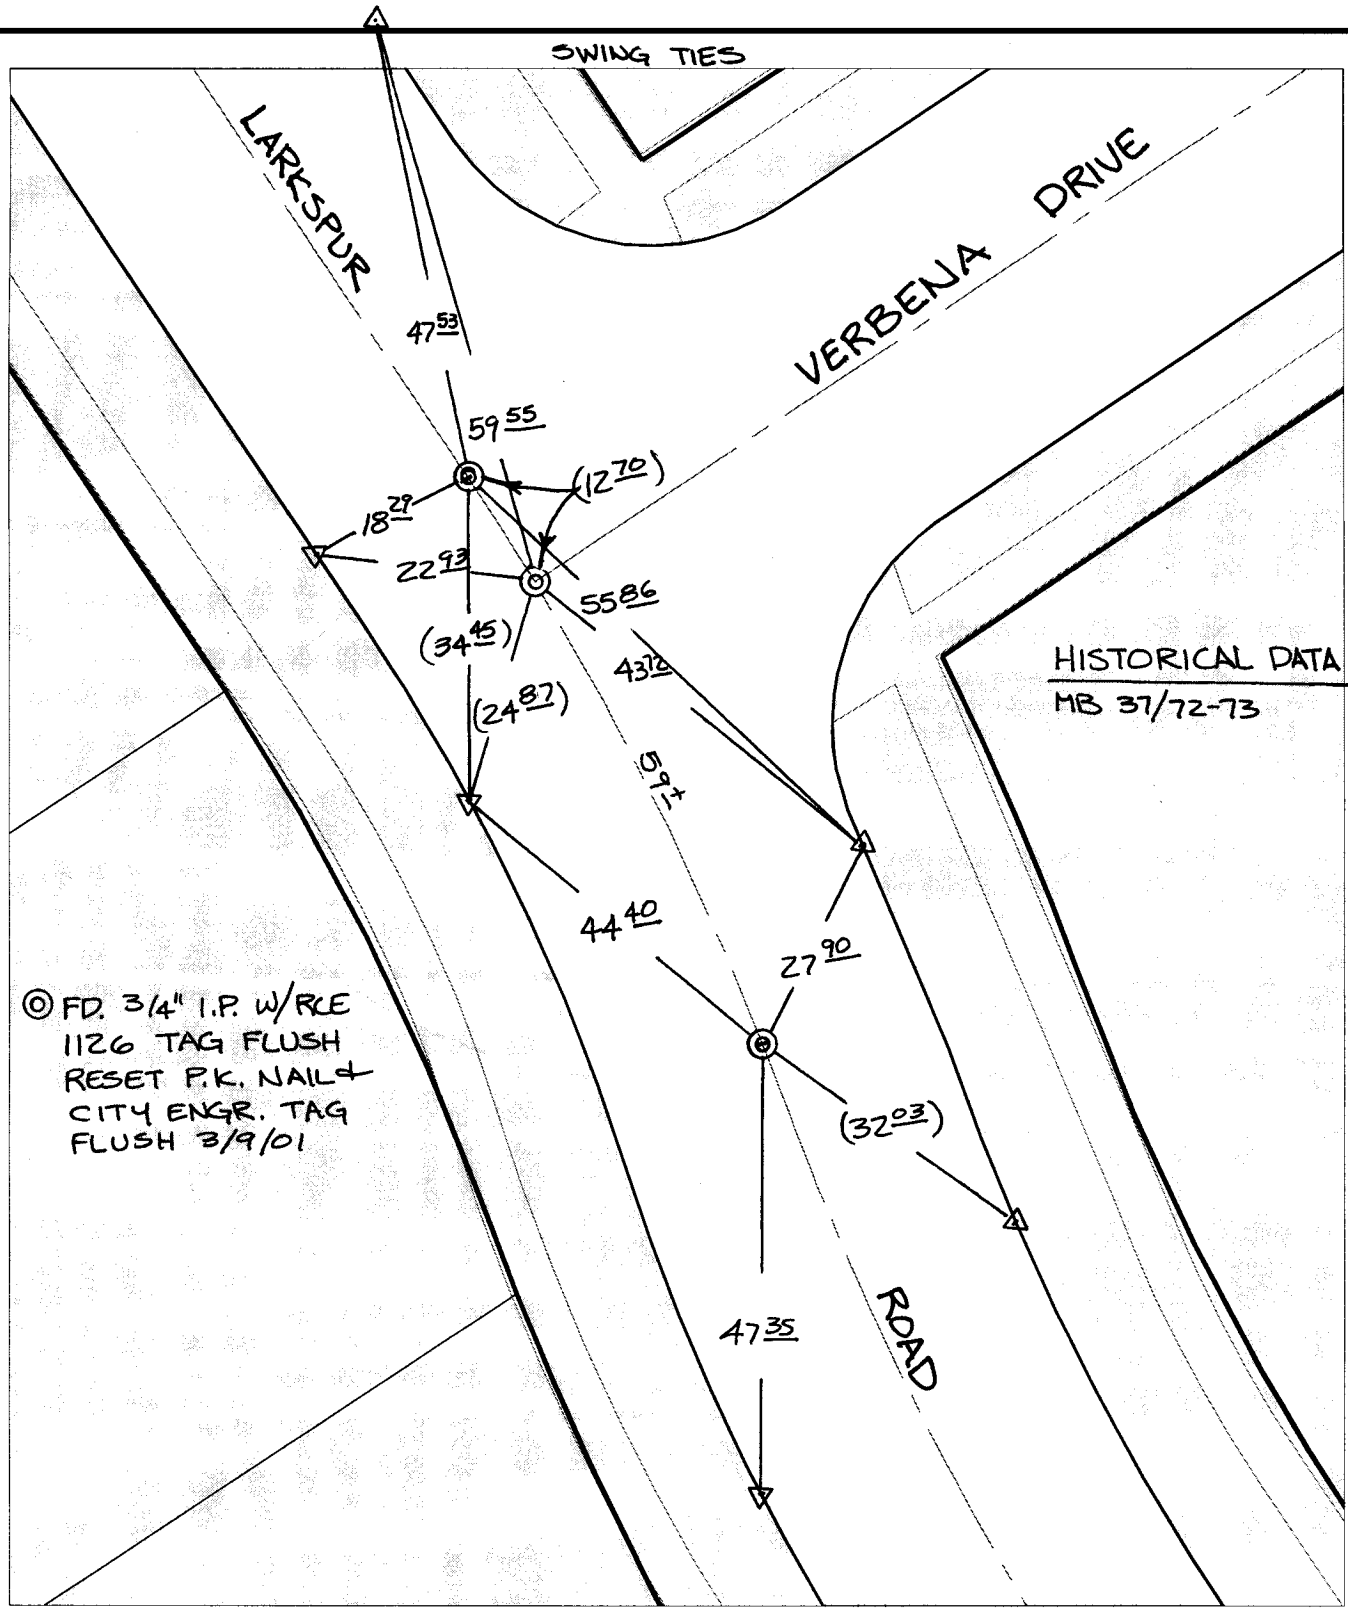 SWING TIES
LARKSPUR
VERBENA DRIVE
47 53
59 55
(12 70)
18 29
22 93
55 86
(34 45)
43 72
HISTORICAL DATA
MB 37/72-73
(24 87)
59±
44 40
27 90
◎ FD. 3/4" I.P. W/RCE
1126 TAG FLUSH
RESET P.K. NAIL &
CITY ENGR. TAG
FLUSH 3/9/01
(32 03)
47 35
ROAD